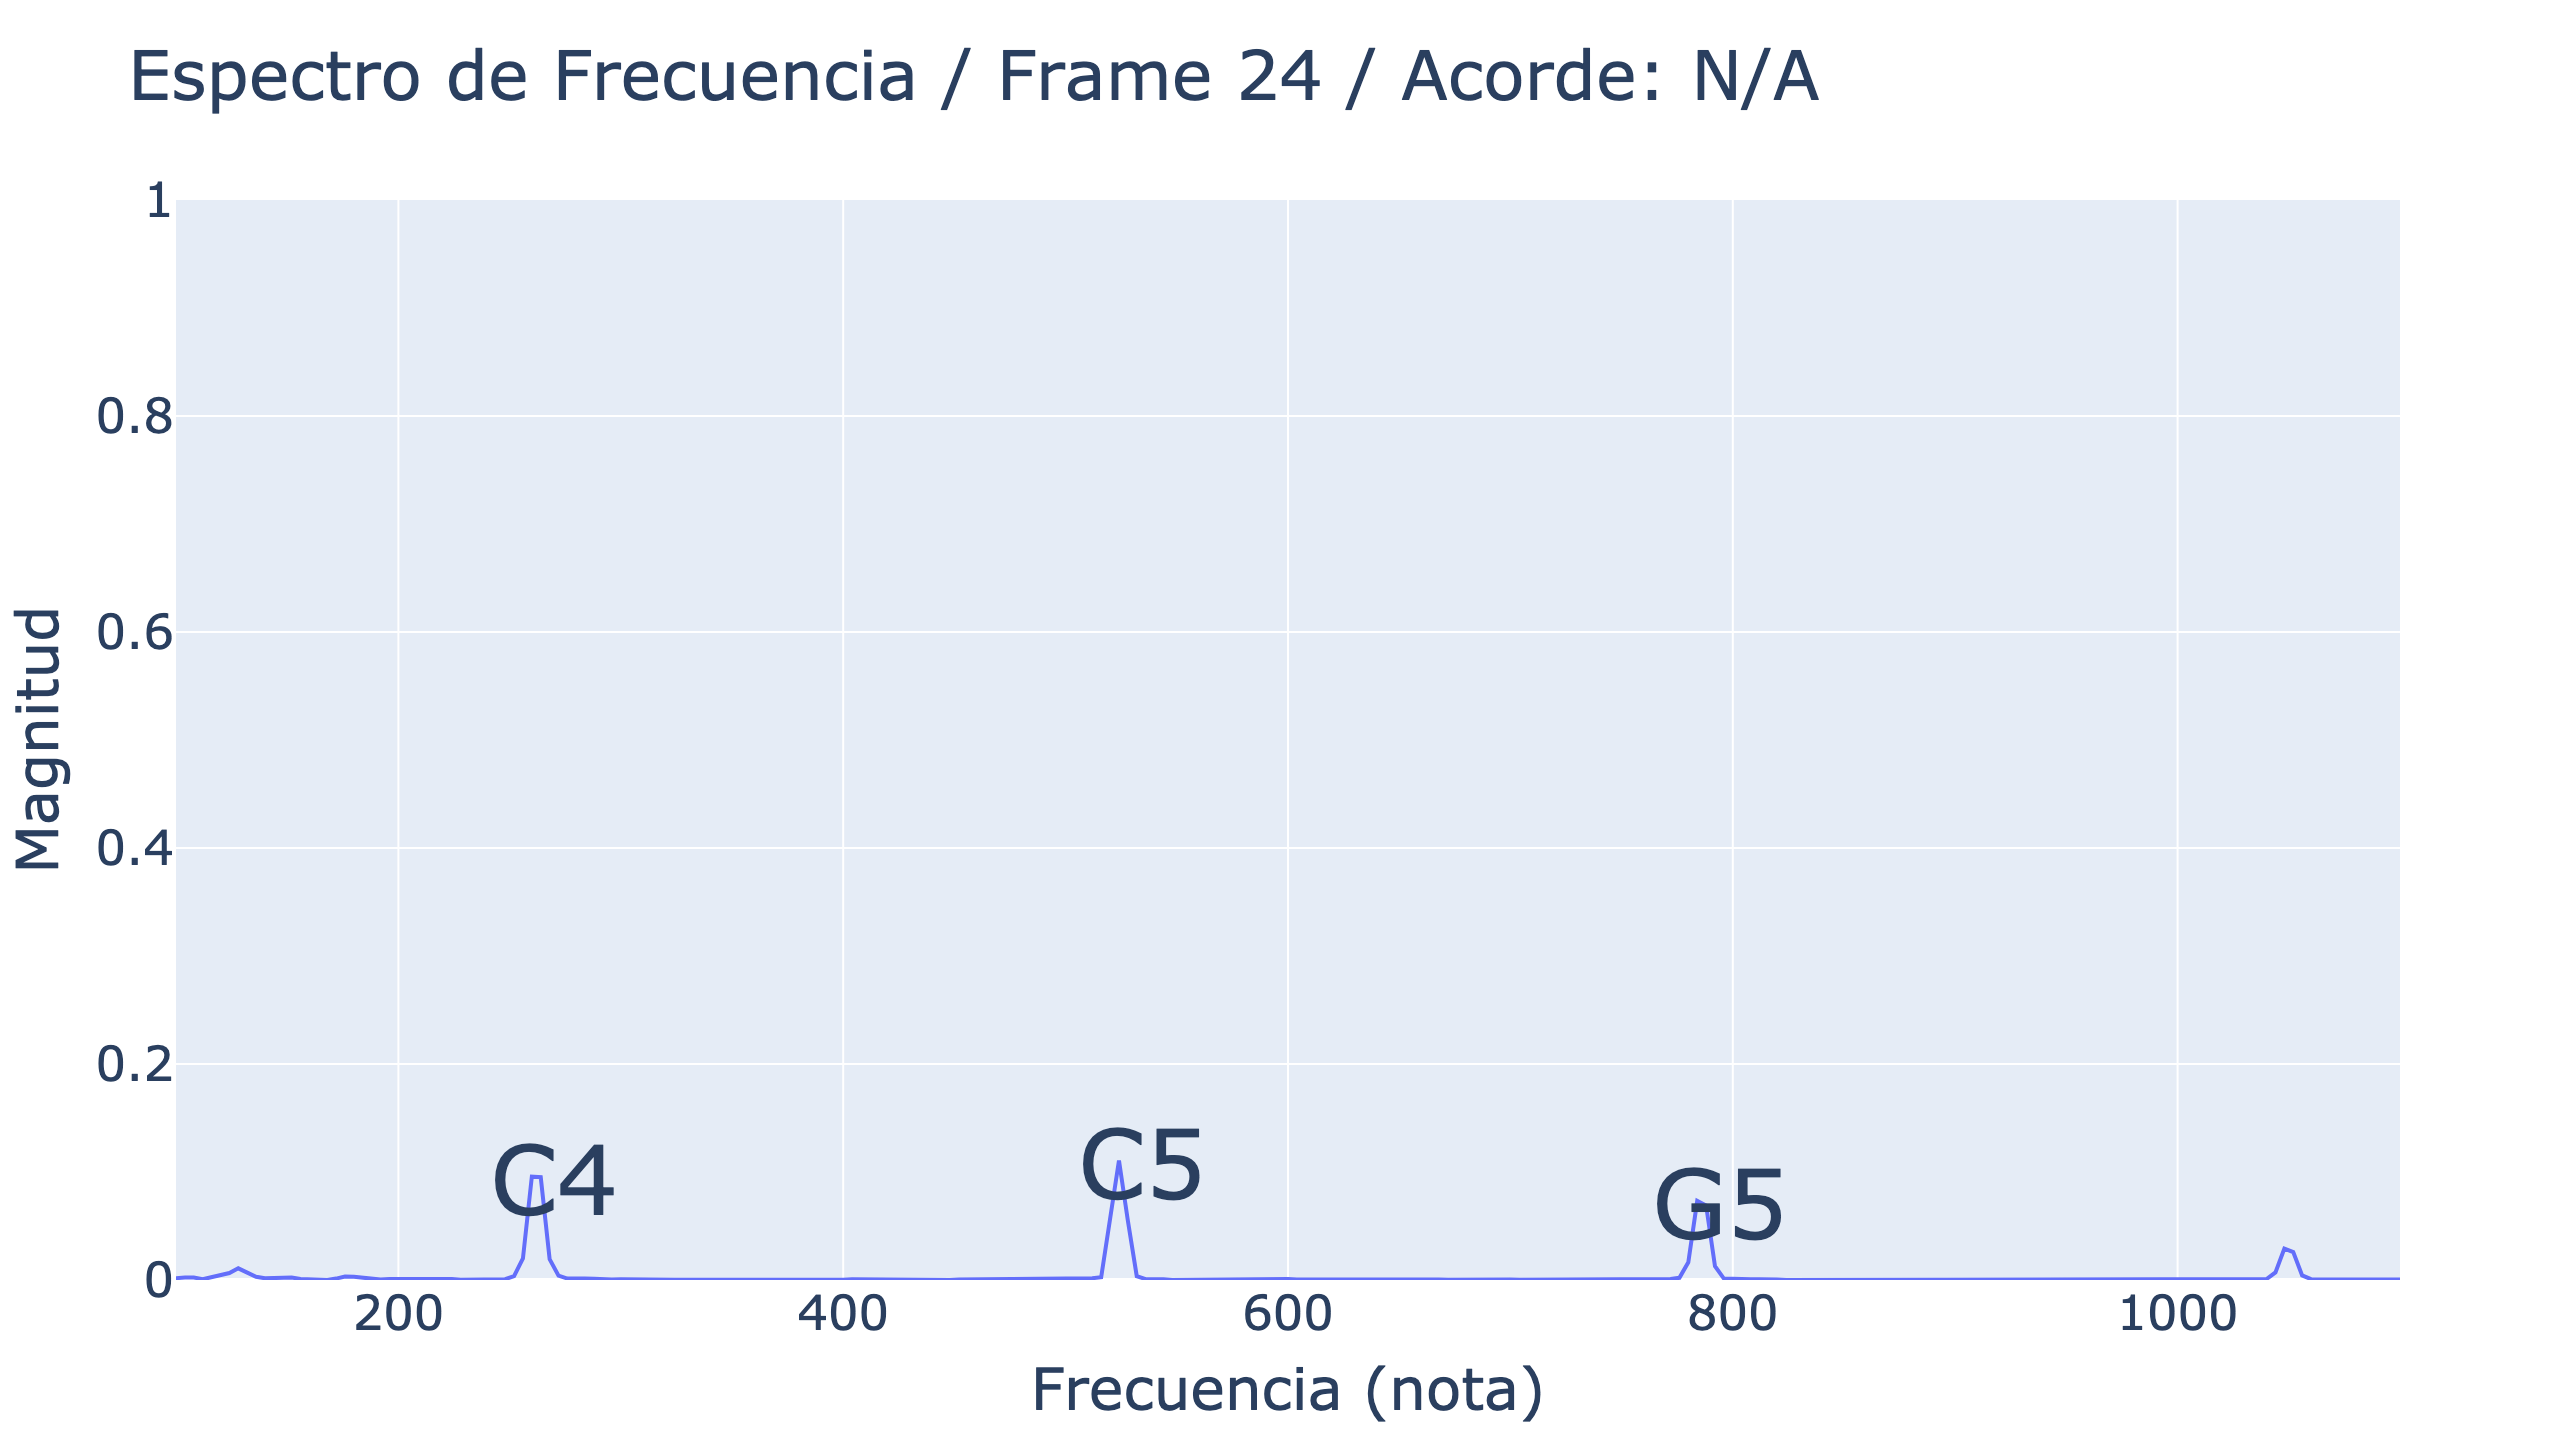 Espectro de Frecuencia / Frame 24 / Acorde: N/A
1
0.8
0.6
0.4
0.2
0
Magnitud
C4
C5
G5
200
400
600
800
1000
Frecuencia (nota)